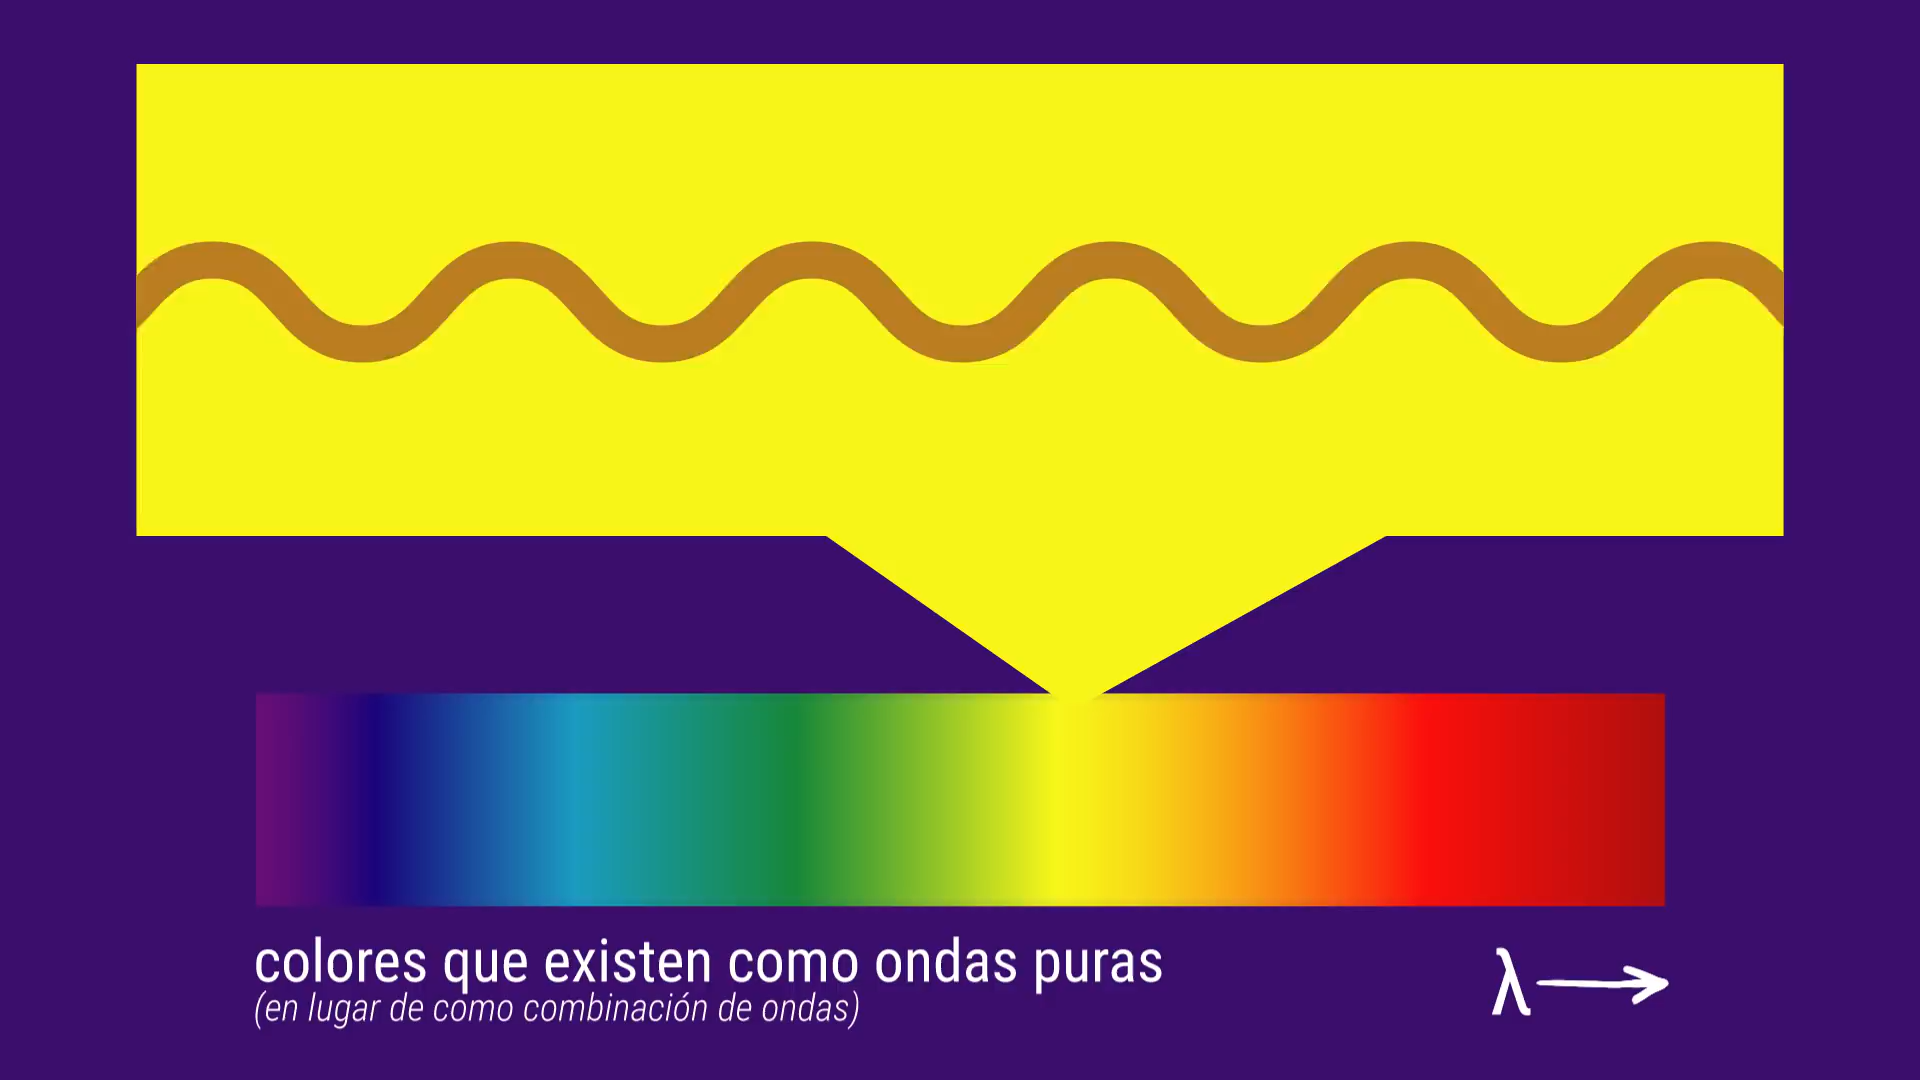 colores que existen como ondas puras
(en lugar de como combinación de ondas)
λ